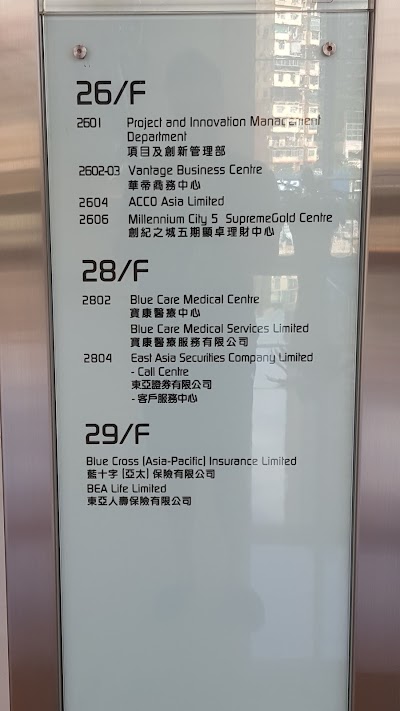 26/F
2601 Project and Innovation Management
Department
項目及創新管理部
2602-03 Vantage Business Centre
華帝商務中心
2604 ACCO Asia Limited
2606 Millennium City 5 SupremeGold Centre
創紀之城五期顯卓理財中心
28/F
2802 Blue Care Medical Centre
寶康醫療中心
Blue Care Medical Services Limited
寶康醫療服務有限公司
2804 East Asia Securities Company Limited
- Call Centre
東亞證券有限公司
- 客戶服務中心
29/F
Blue Cross (Asia-Pacific) Insurance Limited
藍十字 (亞太) 保險有限公司
BEA Life Limited
東亞人壽保險有限公司